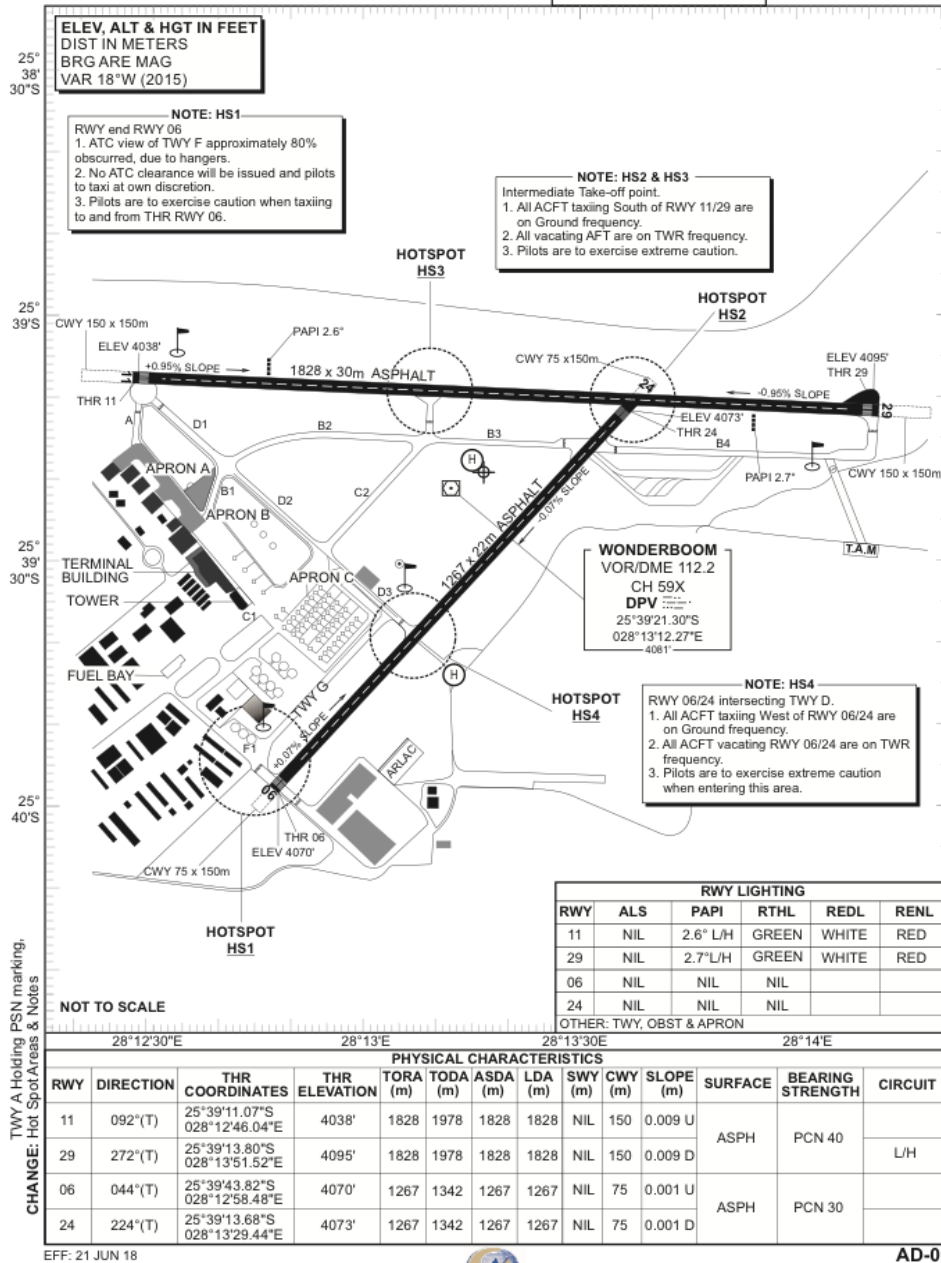 ELEV, ALT & HGT IN FEET
DIST IN METERS
BRG ARE MAG
VAR 18°W (2015)
25°
38'
30"S
NOTE: HS1
RWY end RWY 06
1. ATC view of TWY F approximately 80%
obscurred, due to hangers.
2. No ATC clearance will be issued and pilots
to taxi at own discretion.
3. Pilots are to exercise caution when taxiing
to and from THR RWY 06.
NOTE: HS2 & HS3
Intermediate Take-off point.
1. All ACFT taxiing South of RWY 11/29 are
on Ground frequency.
2. All vacating AFT are on TWR frequency.
3. Pilots are to exercise extreme caution.
HOTSPOT
HS3
HOTSPOT
HS2
25°
39'S
CWY 150 x 150m
ELEV 4038'
PAPI 2.6°
+0.95% SLOPE
1828 x 30m ASPHALT
CWY 75 x150m
24
ELEV 4095'
THR 29
-0.95% SLOPE
11
29
THR 11
ELEV 4073'
THR 24
A
D1
B2
B3
B4
H
PAPI 2.7°
CWY 150 x 150m
APRON A
B1
D2
C2
APRON B
1267 x 22m ASPHALT
-0.07% SLOPE
T.A.M
25°
39'
30"S
TERMINAL
BUILDING
TOWER
APRON C
D3
C1
WONDERBOOM
VOR/DME 112.2
CH 59X
DPV
25°39'21.30"S
028°13'12.27"E
4081'
FUEL BAY
H
TWY G
+0.07% SLOPE
F1
HOTSPOT
HS4
NOTE: HS4
RWY 06/24 intersecting TWY D.
1. All ACFT taxiing West of RWY 06/24 are
on Ground frequency.
2. All ACFT vacating RWY 06/24 are on TWR
frequency.
3. Pilots are to exercise extreme caution
when entering this area.
25°
40'S
06
ARLAC
THR 06
ELEV 4070'
CWY 75 x 150m
HOTSPOT
HS1
NOT TO SCALE
RWY LIGHTING
RWY ALS PAPI RTHL REDL RENL
11 NIL 2.6° L/H GREEN WHITE RED
29 NIL 2.7°L/H GREEN WHITE RED
06 NIL NIL NIL
24 NIL NIL NIL
OTHER: TWY, OBST & APRON
28°12'30"E 28°13'E 28°13'30"E 28°14'E
TWY A Holding PSN marking,
CHANGE: Hot Spot Areas & Notes
PHYSICAL CHARACTERISTICS
RWY DIRECTION THR COORDINATES THR ELEVATION TORA (m) TODA (m) ASDA (m) LDA (m) SWY (m) CWY (m) SLOPE (m) SURFACE BEARING STRENGTH CIRCUIT
11 092°(T) 25°39'11.07"S 028°12'46.04"E 4038' 1828 1978 1828 1828 NIL 150 0.009 U ASPH PCN 40
29 272°(T) 25°39'13.80"S 028°13'51.52"E 4095' 1828 1978 1828 1828 NIL 150 0.009 D L/H
06 044°(T) 25°39'43.82"S 028°12'58.48"E 4070' 1267 1342 1267 1267 NIL 75 0.001 U ASPH PCN 30
24 224°(T) 25°39'13.68"S 028°13'29.44"E 4073' 1267 1342 1267 1267 NIL 75 0.001 D
EFF: 21 JUN 18
AD-0